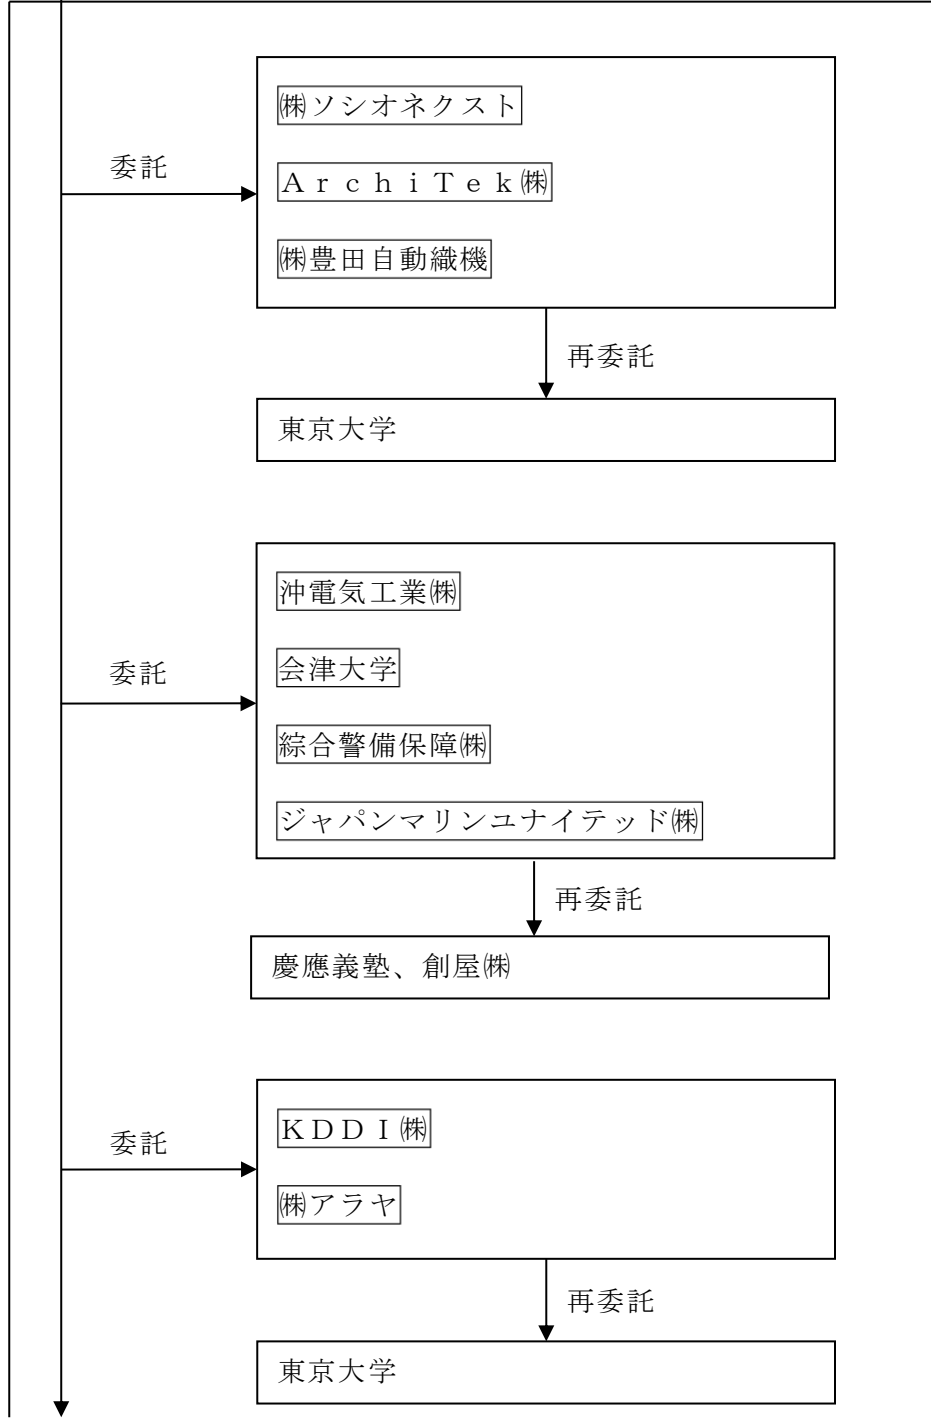 ㈱ソシオネクスト
委託
ＡｒｃｈｉＴｅｋ㈱
㈱豊田自動織機
再委託
東京大学
沖電気工業㈱
委託
会津大学
綜合警備保障㈱
ジャパンマリンユナイテッド㈱
再委託
慶應義塾、創屋㈱
委託
ＫＤＤＩ㈱
㈱アラヤ
再委託
東京大学